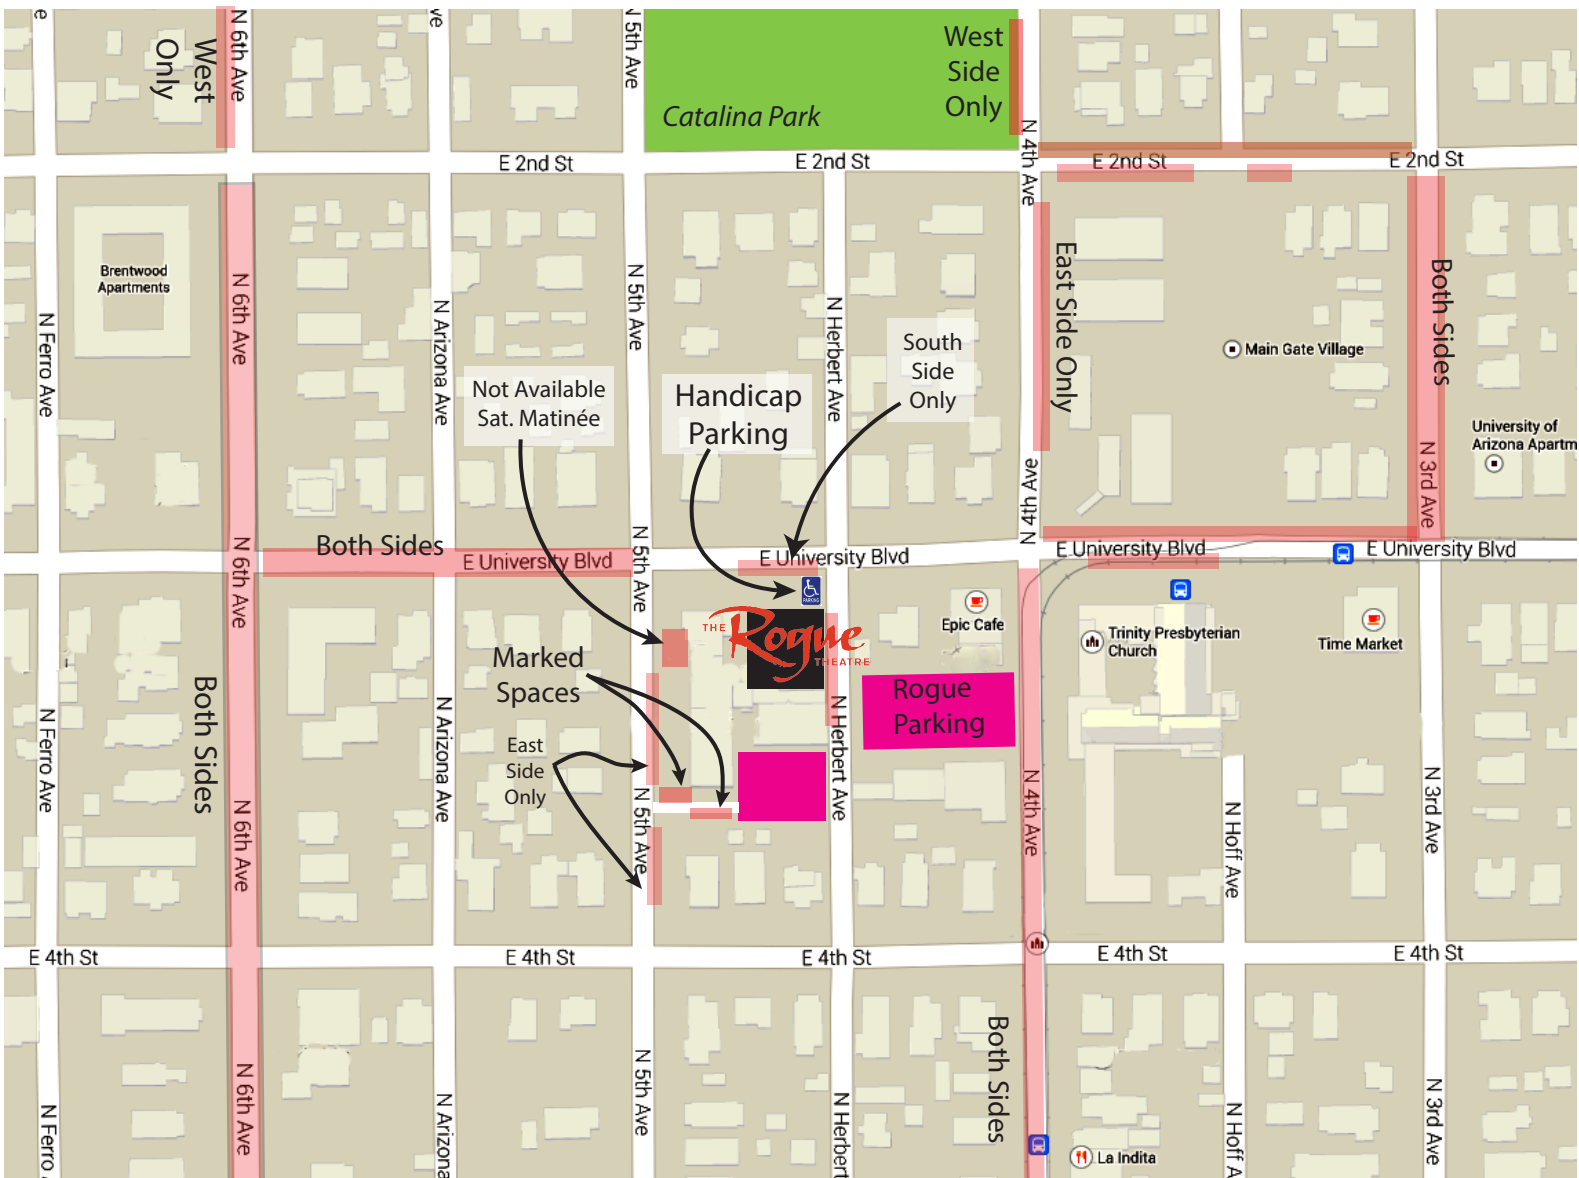 e
N 6th Ave
ve
N 5th Ave
West
Only
West
Side
Only
Catalina Park
N 4th Ave
E 2nd St
E 2nd St
E 2nd St
E 2nd St
Brentwood
Apartments
N Ferro Ave
N 6th Ave
N Arizona Ave
N 5th Ave
N Herbert Ave
East Side Only
Both Sides
South
Side
Only
Main Gate Village
Not Available
Sat. Matinée
Handicap
Parking
University of
Arizona Apartm
N 4th Ave
N 3rd Ave
Both Sides
E University Blvd
E University Blvd
E University Blvd
E University Blvd
N 6th Ave
N 5th Ave
PARKING
THE
Rogue
THEATRE
Epic Cafe
Trinity Presbyterian
Church
Time Market
Marked
Spaces
Rogue
Parking
Both Sides
N Ferro Ave
N Arizona Ave
N Herbert Ave
East
Side
Only
N 6th Ave
N 5th Ave
N 4th Ave
N Hoff Ave
N 3rd Ave
E 4th St
E 4th St
E 4th St
E 4th St
E 4th St
Both Sides
N Ferro
N 6th Ave
N Arizona
N 5th Ave
N Herbert
N Hoff A
N 3rd Ave
La Indita